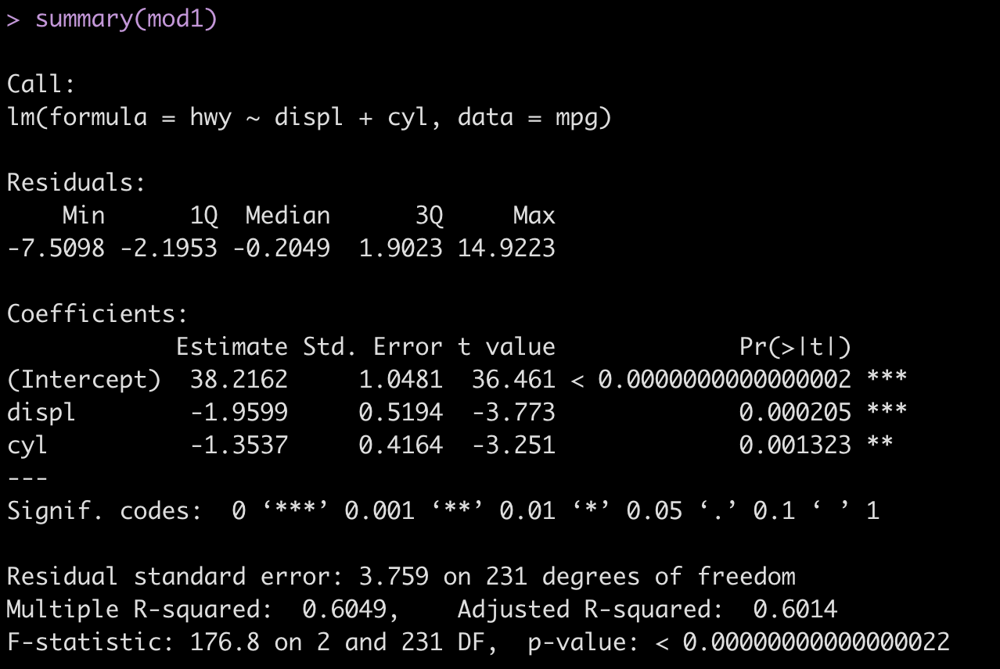 > summary(mod1)
Call:
lm(formula = hwy ~ displ + cyl, data = mpg)
Residuals:
    Min      1Q  Median      3Q     Max
-7.5098 -2.1953 -0.2049  1.9023 14.9223
Coefficients:
            Estimate Std. Error t value             Pr(>|t|)
(Intercept)  38.2162     1.0481  36.461 < 0.0000000000000002 ***
displ        -1.9599     0.5194  -3.773             0.000205 ***
cyl          -1.3537     0.4164  -3.251             0.001323 **
---
Signif. codes:  0 ‘***’ 0.001 ‘**’ 0.01 ‘*’ 0.05 ‘.’ 0.1 ‘ ’ 1
Residual standard error: 3.759 on 231 degrees of freedom
Multiple R-squared:  0.6049,    Adjusted R-squared:  0.6014
F-statistic: 176.8 on 2 and 231 DF,  p-value: < 0.00000000000000022